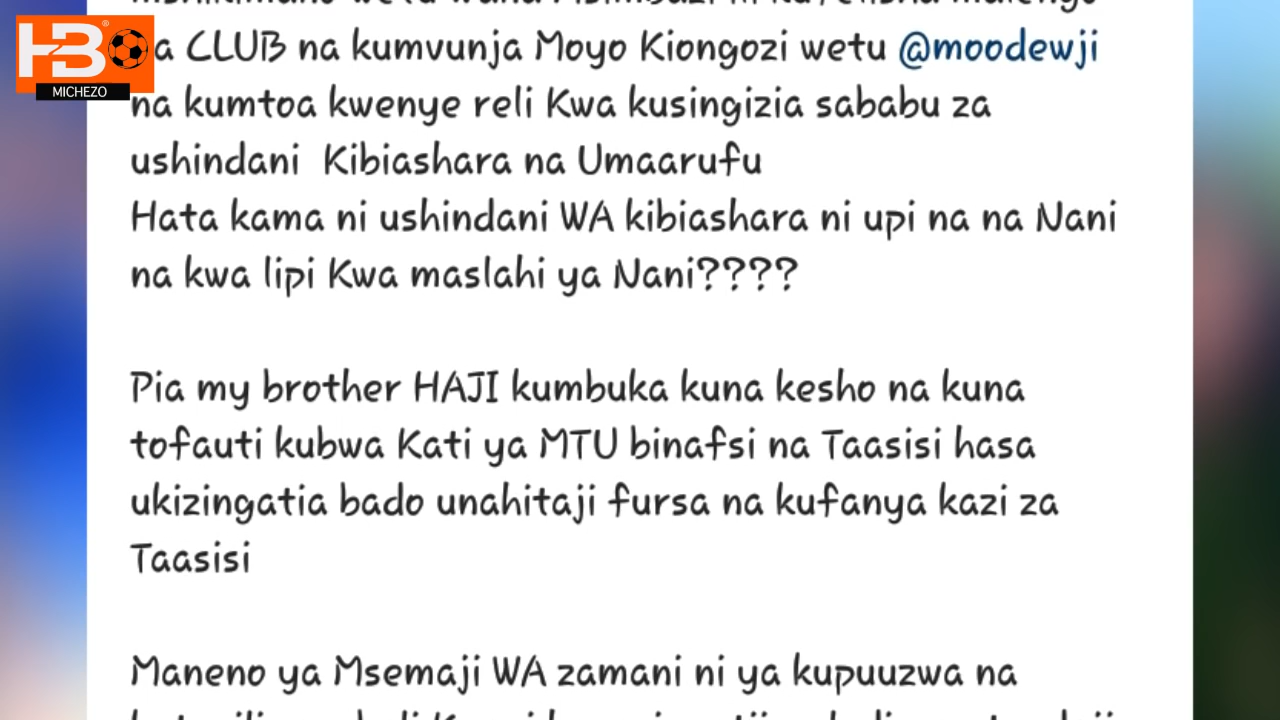 HB
MICHEZO
a CLUB na kumvunja Moyo Kiongozi wetu @moodewji
na kumtoa kwenye reli Kwa kusingizia sababu za
ushindani Kibiashara na Umaarufu
Hata kama ni ushindani WA kibiashara ni upi na na Nani
na kwa lipi Kwa maslahi ya Nani????
Pia my brother HAJI kumbuka kuna kesho na kuna
tofauti kubwa Kati ya MTU binafsi na Taasisi hasa
ukizingatia bado unahitaji fursa na kufanya kazi za
Taasisi
Maneno ya Msemaji WA zamani ni ya kupuuzwa na